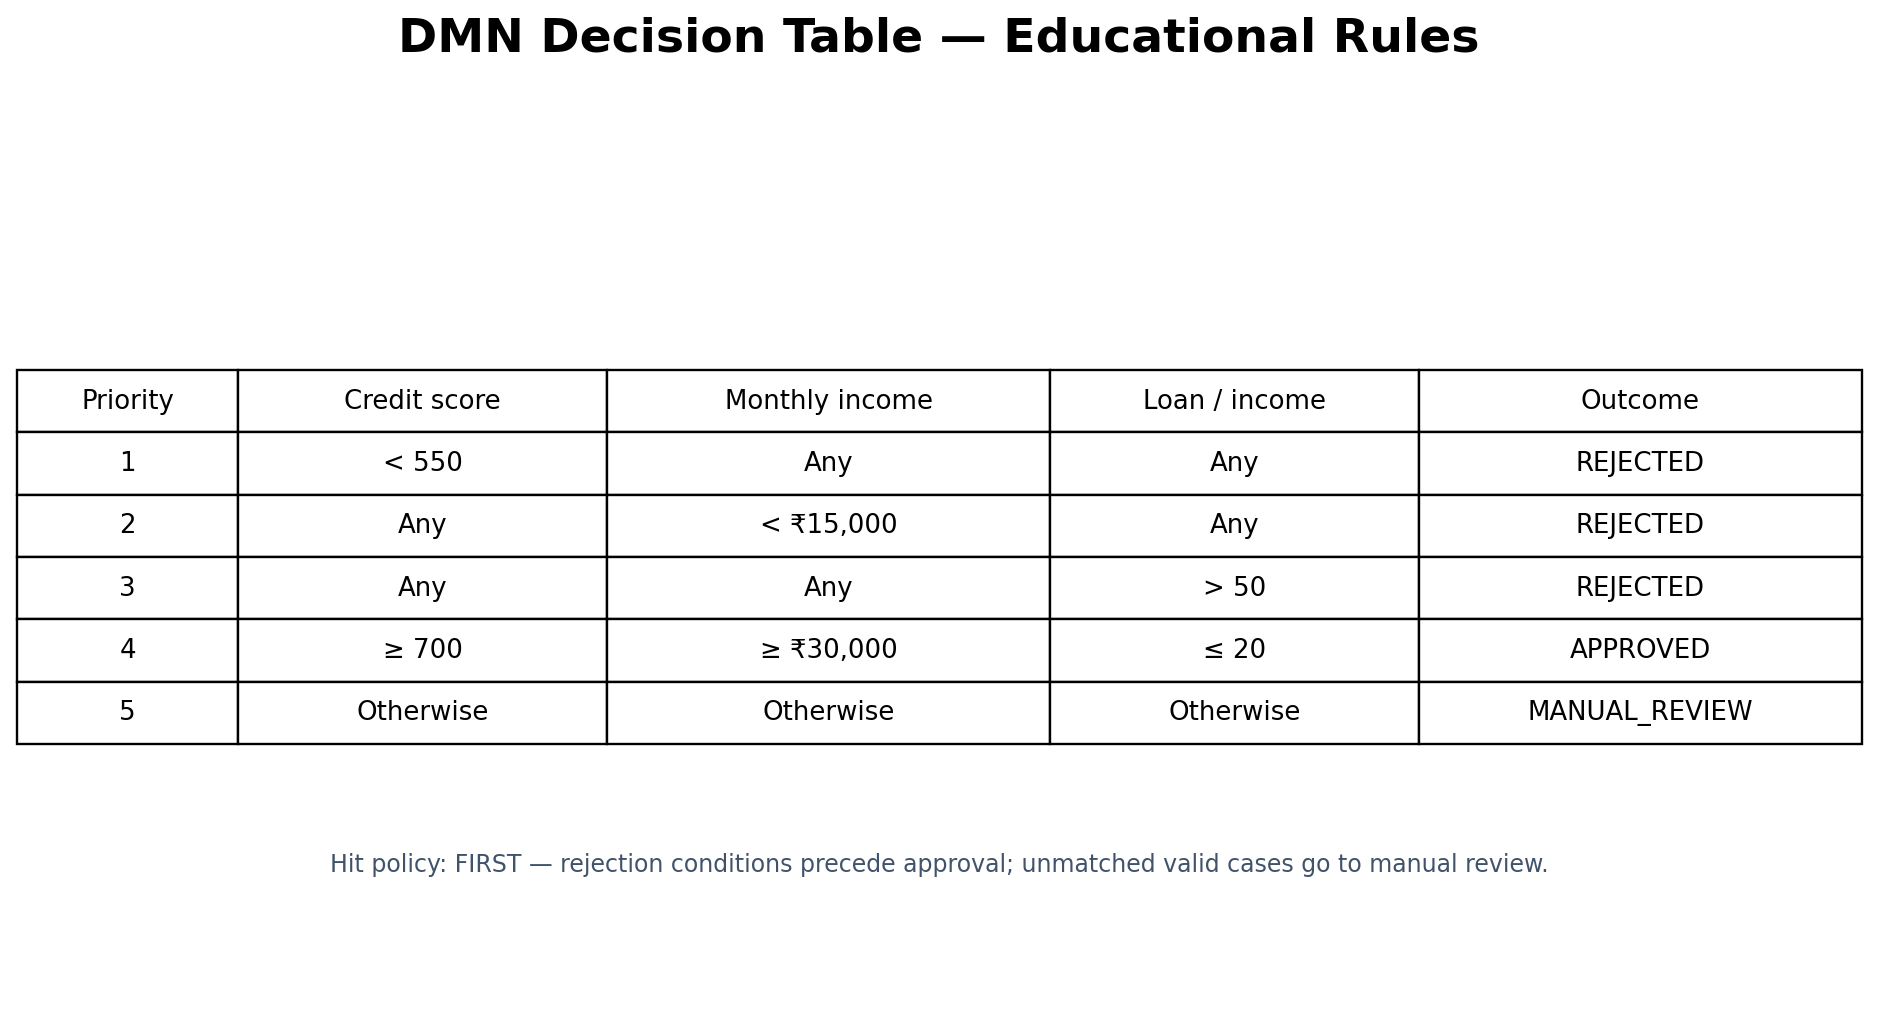 DMN Decision Table — Educational Rules
Priority Credit score Monthly income Loan / income Outcome
1 < 550 Any Any REJECTED
2 Any < ₹15,000 Any REJECTED
3 Any Any > 50 REJECTED
4 ≥ 700 ≥ ₹30,000 ≤ 20 APPROVED
5 Otherwise Otherwise Otherwise MANUAL_REVIEW
Hit policy: FIRST — rejection conditions precede approval; unmatched valid cases go to manual review.